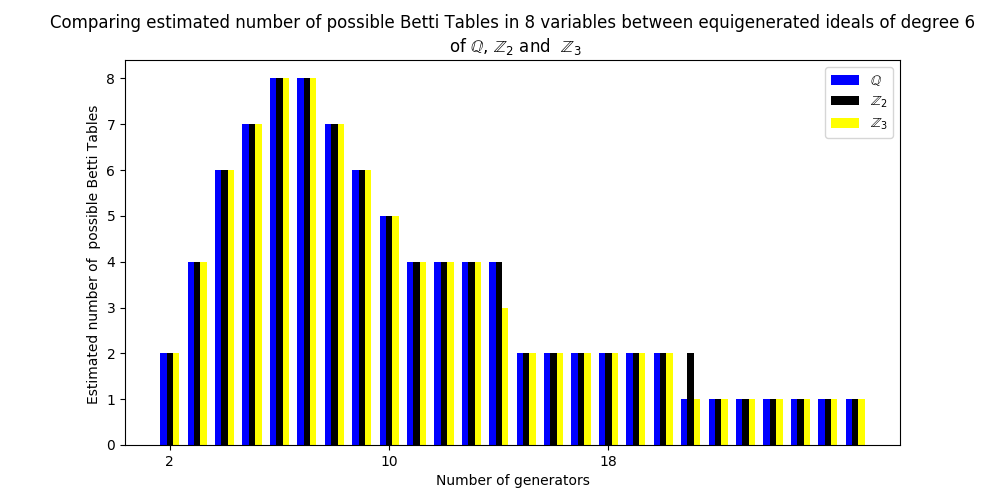 Comparing estimated number of possible Betti Tables in 8 variables between equigenerated ideals of degree 6
of ℚ, ℤ₂ and ℤ₃
ℚ
ℤ₂
ℤ₃
Estimated number of possible Betti Tables
8
7
6
5
4
3
2
1
0
2
10
18
Number of generators